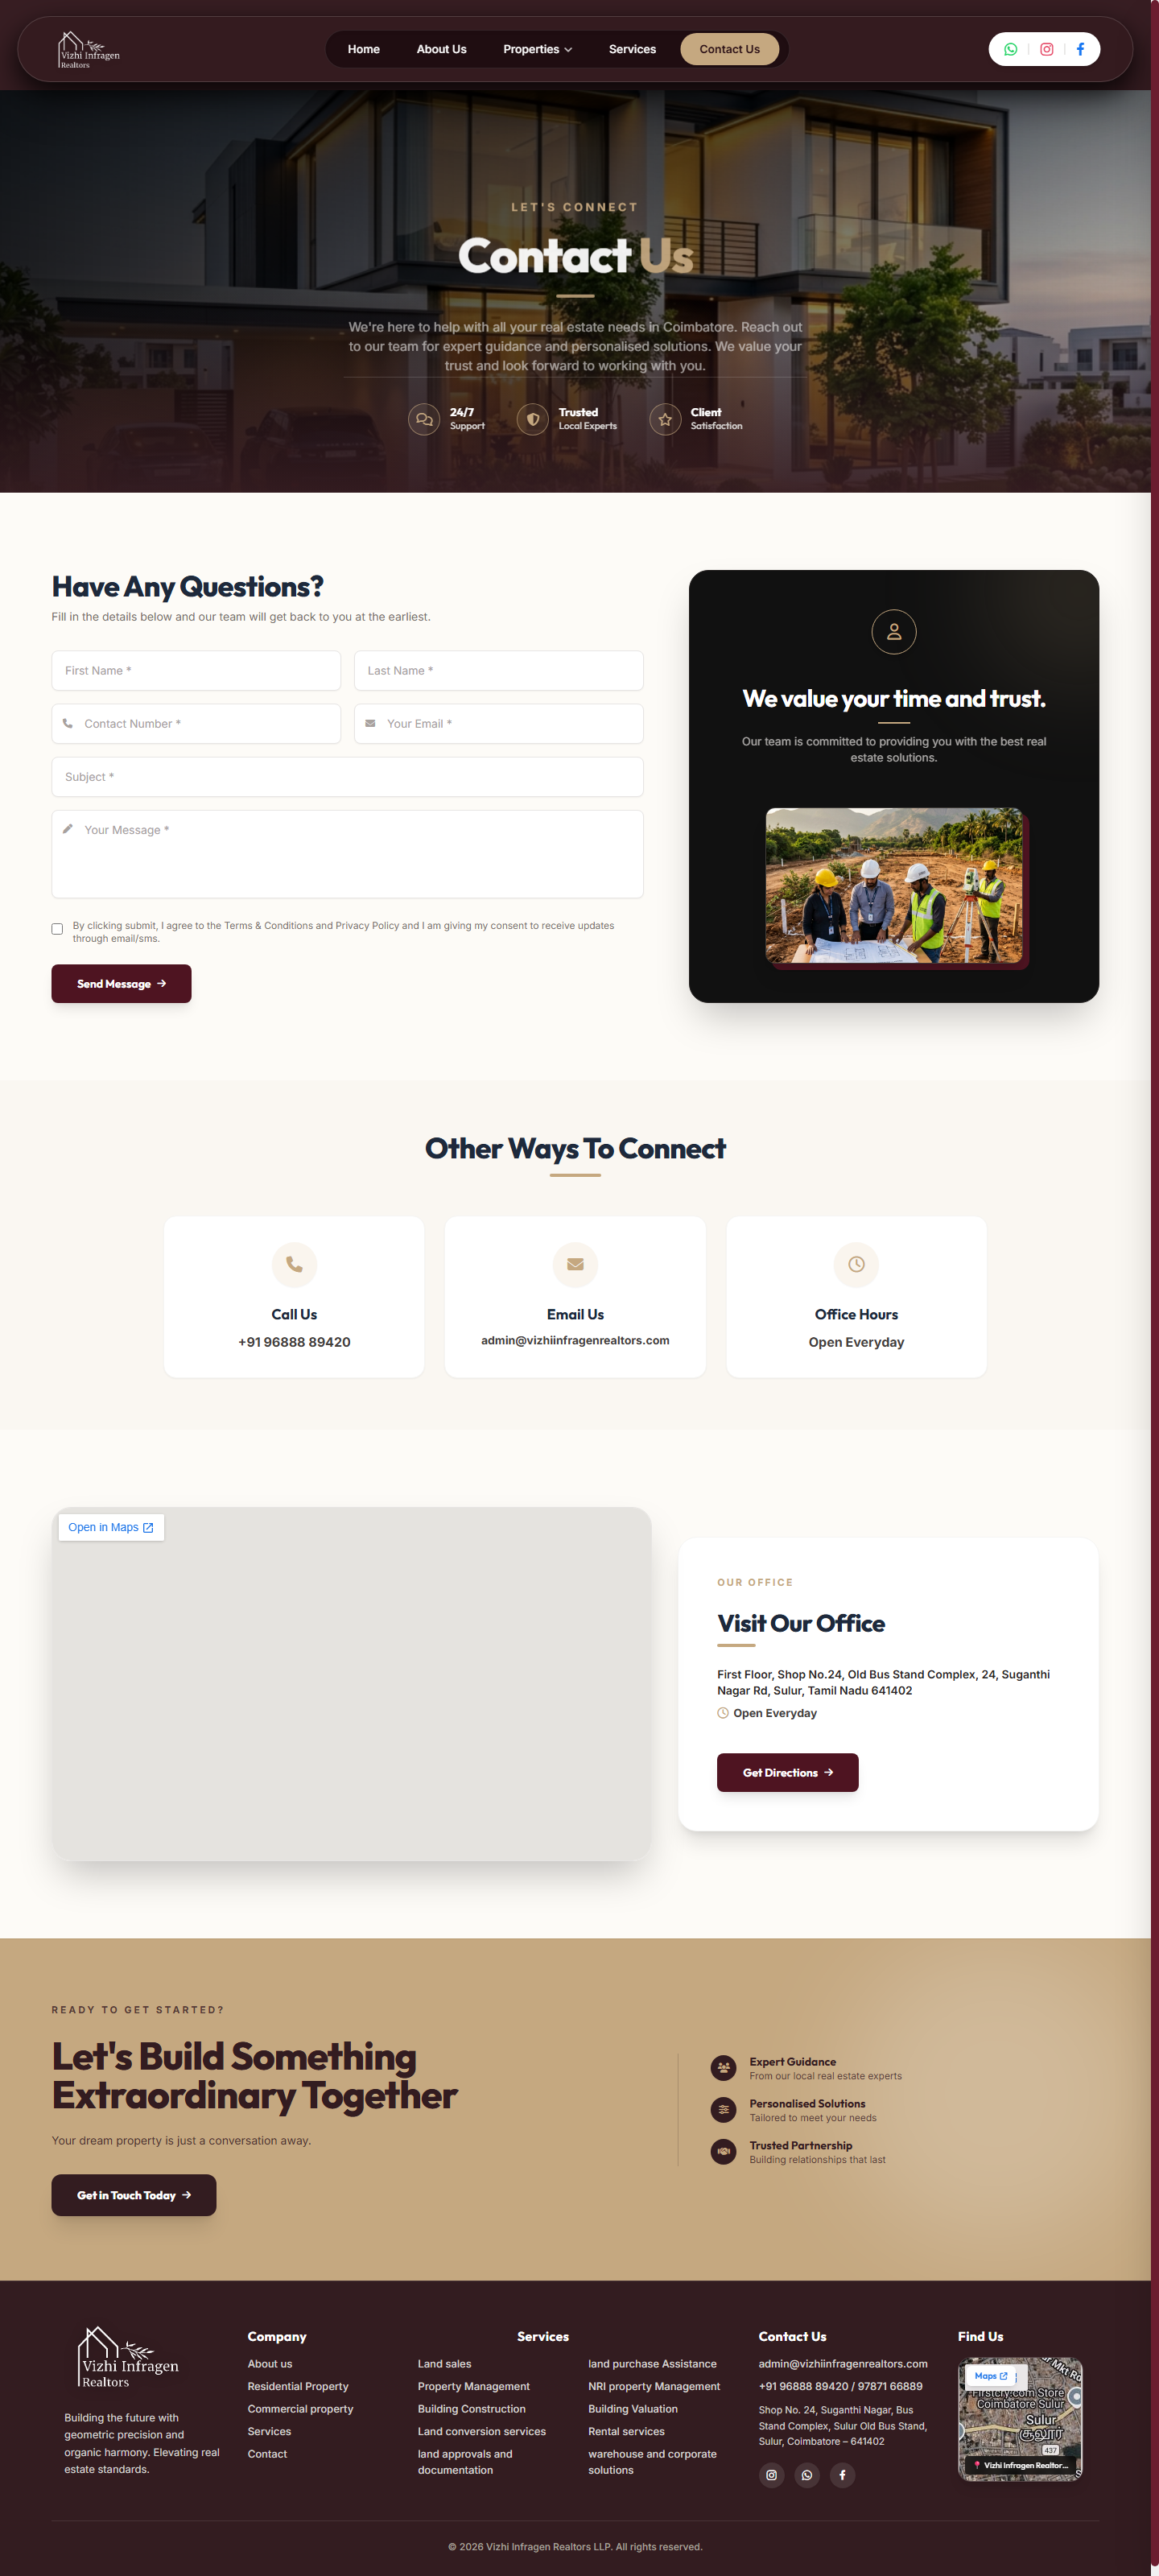 Vizhi Infragen
Realtors
Home
About Us
Properties
Services
Contact Us
LET'S CONNECT
Contact Us
We're here to help with all your real estate needs in Coimbatore. Reach out
to our team for expert guidance and personalised solutions. We value your
trust and look forward to working with you.
24/7
Support
Trusted
Local Experts
Client
Satisfaction
Have Any Questions?
Fill in the details below and our team will get back to you at the earliest.
First Name *
Last Name *
Contact Number *
Your Email *
Subject *
Your Message *
By clicking submit, I agree to the Terms & Conditions and Privacy Policy and I am giving my consent to receive updates
through email/sms.
Send Message
We value your time and trust.
Our team is committed to providing you with the best real
estate solutions.
Other Ways To Connect
Call Us
+91 96888 89420
Email Us
admin@vizhiinfragenrealtors.com
Office Hours
Open Everyday
Open in Maps
OUR OFFICE
Visit Our Office
First Floor, Shop No.24, Old Bus Stand Complex, 24, Suganthi
Nagar Rd, Sulur, Tamil Nadu 641402
Open Everyday
Get Directions
READY TO GET STARTED?
Let's Build Something
Extraordinary Together
Your dream property is just a conversation away.
Get in Touch Today
Expert Guidance
From our local real estate experts
Personalised Solutions
Tailored to meet your needs
Trusted Partnership
Building relationships that last
Vizhi Infragen
Realtors
Building the future with
geometric precision and
organic harmony. Elevating real
estate standards.
Company
About us
Residential Property
Commercial property
Services
Contact
Services
Land sales
Property Management
Building Construction
Land conversion services
land approvals and
documentation
land purchase Assistance
NRI property Management
Building Valuation
Rental services
warehouse and corporate
solutions
Contact Us
admin@vizhiinfragenrealtors.com
+91 96888 89420 / 97871 66889
Shop No. 24, Suganthi Nagar, Bus
Stand Complex, Sulur Old Bus Stand,
Sulur, Coimbatore – 641402
Find Us
Maps
Mkt Rd
Firstcry.com Store
Coimbatore Sulur
Sulur
சூலூர்
437
Vizhi Infragen Realtor...
© 2026 Vizhi Infragen Realtors LLP. All rights reserved.